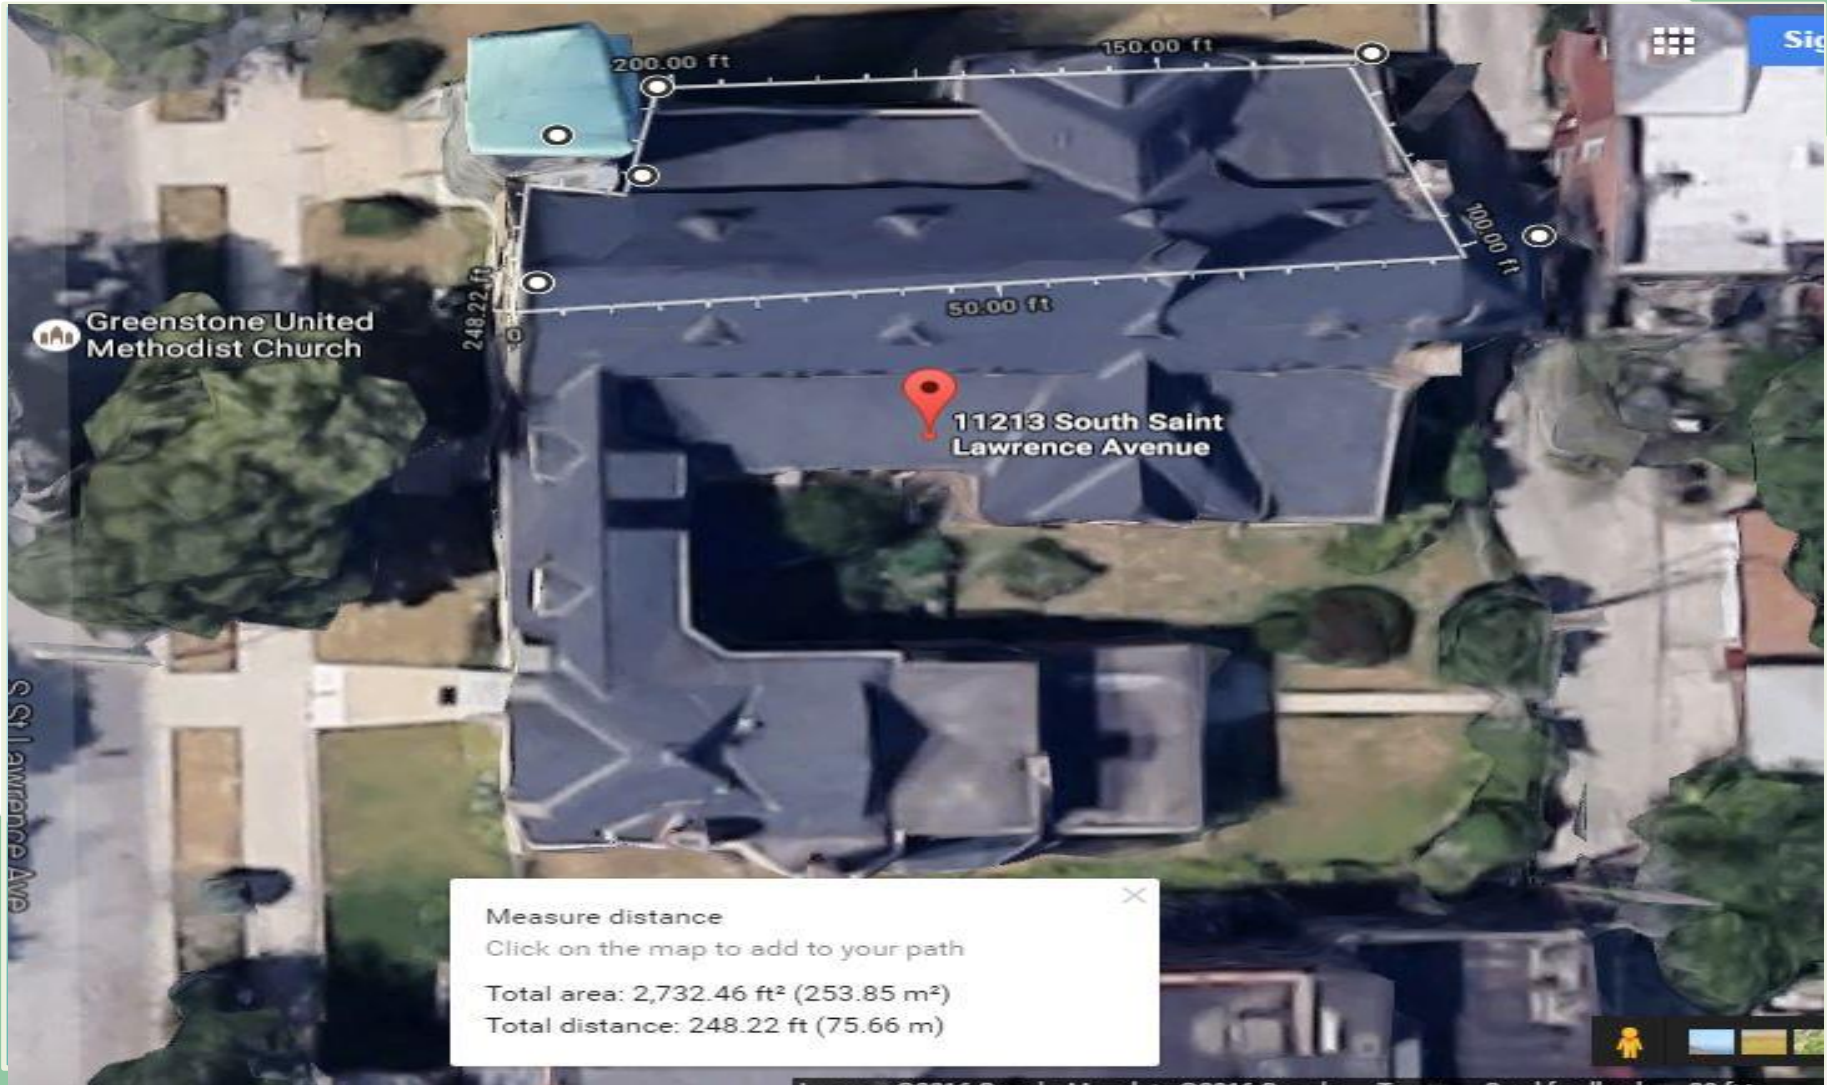 200.00 ft
150.00 ft
Sig
100.00 ft
248.22 ft
0
50.00 ft
Greenstone United
Methodist Church
11213 South Saint
Lawrence Avenue
S St Lawrence Ave
Measure distance
Click on the map to add to your path
Total area: 2,732.46 ft² (253.85 m²)
Total distance: 248.22 ft (75.66 m)